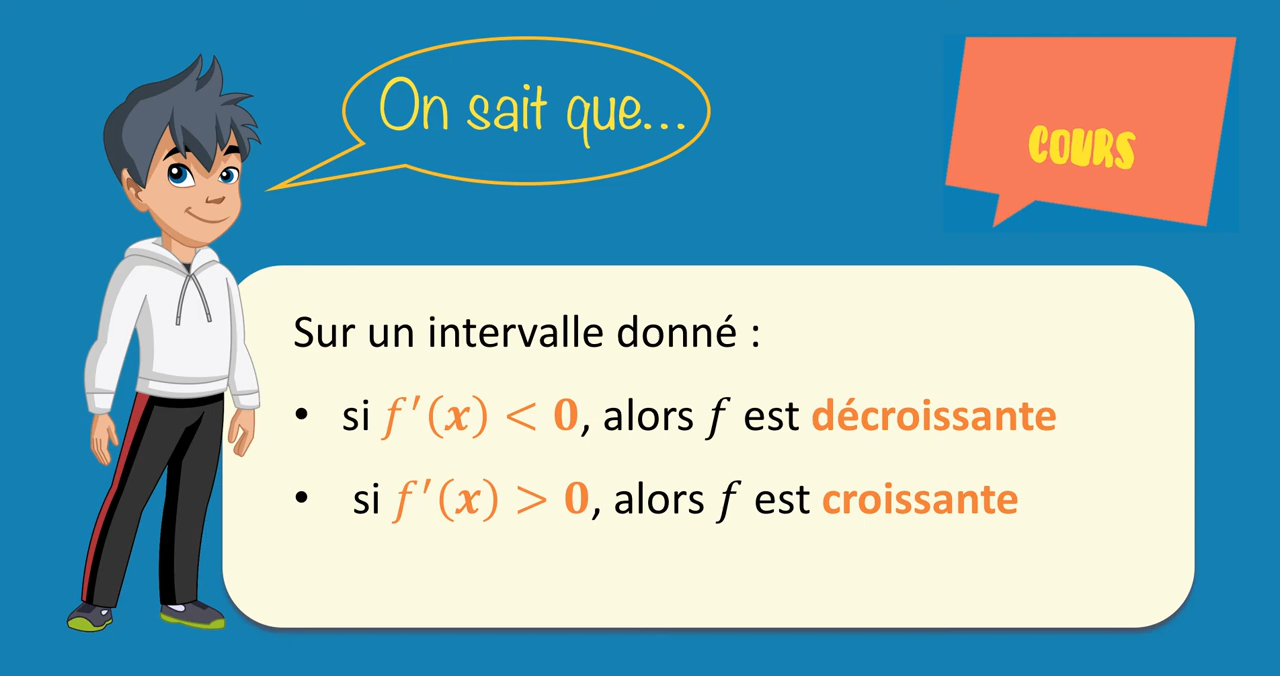 On sait que...
COURS
Sur un intervalle donné :
• si f'(x) < 0, alors f est décroissante
• si f'(x) > 0, alors f est croissante